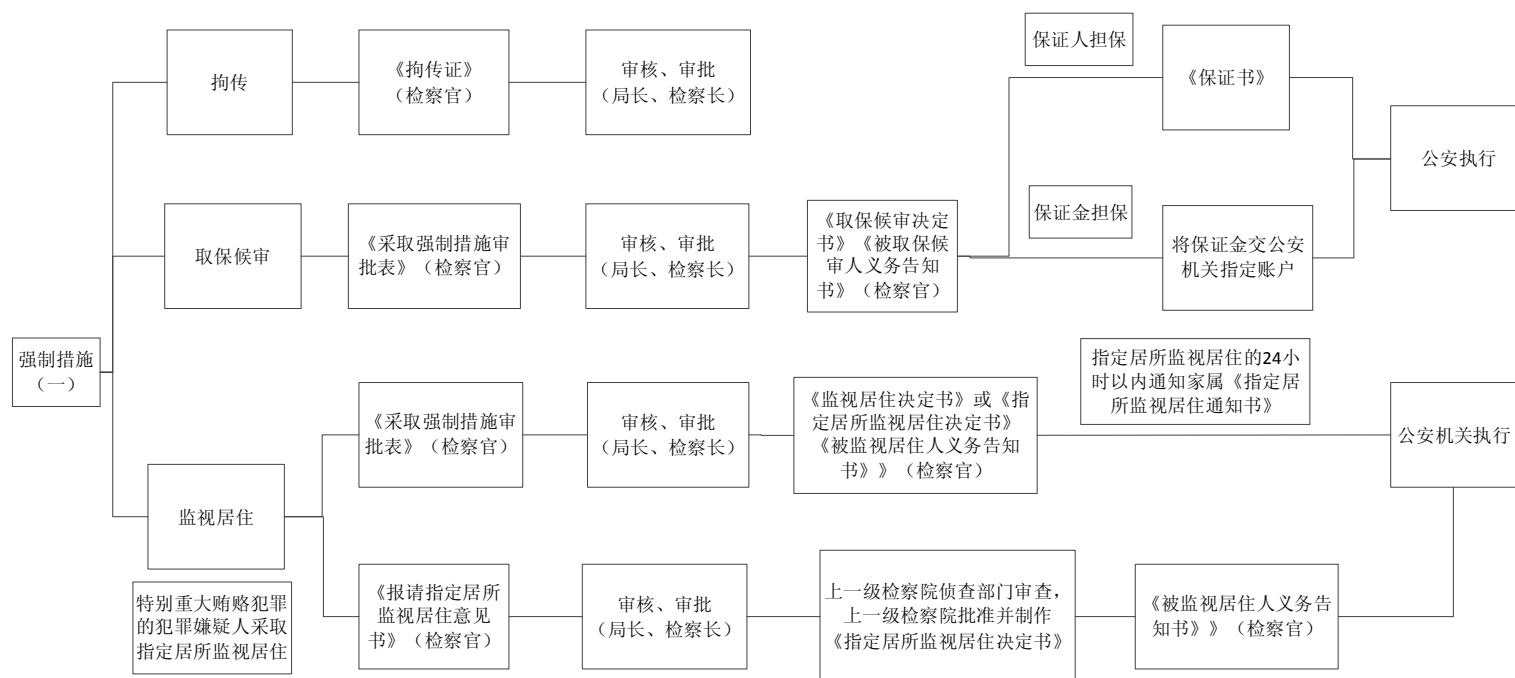 强制措施
（一）
拘传
《拘传证》
（检察官）
审核、审批
（局长、检察长）
取保候审
《采取强制措施审
批表》（检察官）
审核、审批
（局长、检察长）
《取保候审决定
书》《被取保候
审人义务告知
书》（检察官）
保证人担保
《保证书》
保证金担保
将保证金交公安
机关指定账户
公安执行
监视居住
特别重大贿赂犯罪
的犯罪嫌疑人采取
指定居所监视居住
《采取强制措施审
批表》（检察官）
审核、审批
（局长、检察长）
《监视居住决定书》或《指
定居所监视居住决定书》
《被监视居住人义务告知
书》》（检察官）
指定居所监视居住的24小
时以内通知家属《指定居
所监视居住通知书》
公安机关执行
《报请指定居所
监视居住意见
书》（检察官）
审核、审批
（局长、检察长）
上一级检察院侦查部门审查，
上一级检察院批准并制作
《指定居所监视居住决定书》
《被监视居住人义务告
知书》》（检察官）